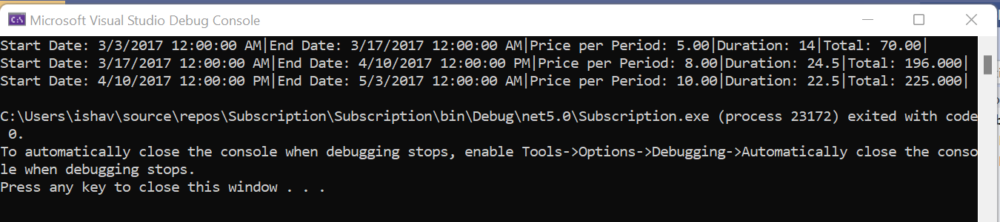 Microsoft Visual Studio Debug Console
Start Date: 3/3/2017 12:00:00 AM|End Date: 3/17/2017 12:00:00 AM|Price per Period: 5.00|Duration: 14|Total: 70.00|
Start Date: 3/17/2017 12:00:00 AM|End Date: 4/10/2017 12:00:00 PM|Price per Period: 8.00|Duration: 24.5|Total: 196.000|
Start Date: 4/10/2017 12:00:00 PM|End Date: 5/3/2017 12:00:00 AM|Price per Period: 10.00|Duration: 22.5|Total: 225.000|
C:\Users\ishav\source\repos\Subscription\Subscription\bin\Debug\net5.0\Subscription.exe (process 23172) exited with code
0.
To automatically close the console when debugging stops, enable Tools->Options->Debugging->Automatically close the conso
le when debugging stops.
Press any key to close this window . . .